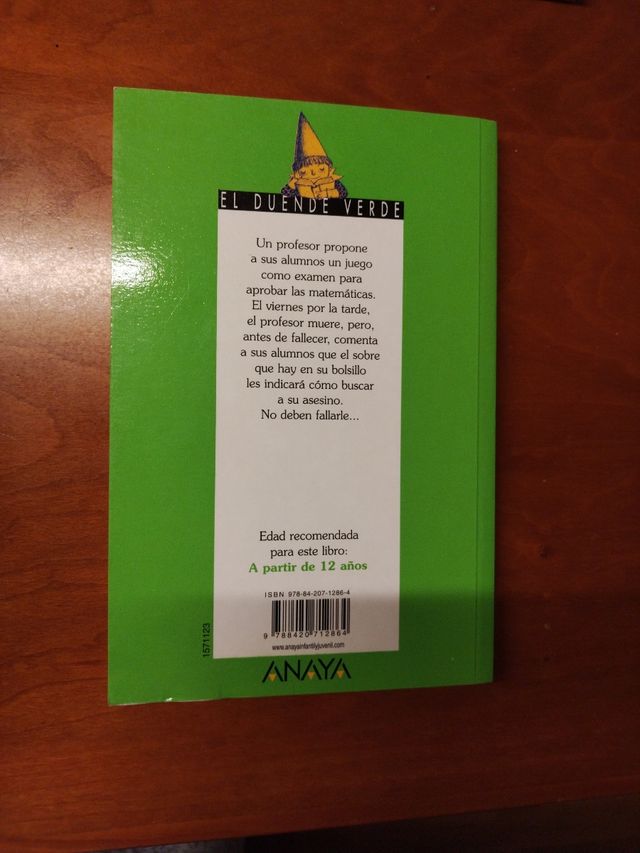 EL DUENDE VERDE
Un profesor propone
a sus alumnos un juego
como examen para
aprobar las matemáticas.
El viernes por la tarde,
el profesor muere, pero,
antes de fallecer, comenta
a sus alumnos que el sobre
que hay en su bolsillo
les indicará cómo buscar
a su asesino.
No deben fallarle...
Edad recomendada
para este libro:
A partir de 12 años
ISBN 978-84-207-1286-4
9 788420 712864
www.anayainfantilyjuvenil.com
1571123
ANAYA